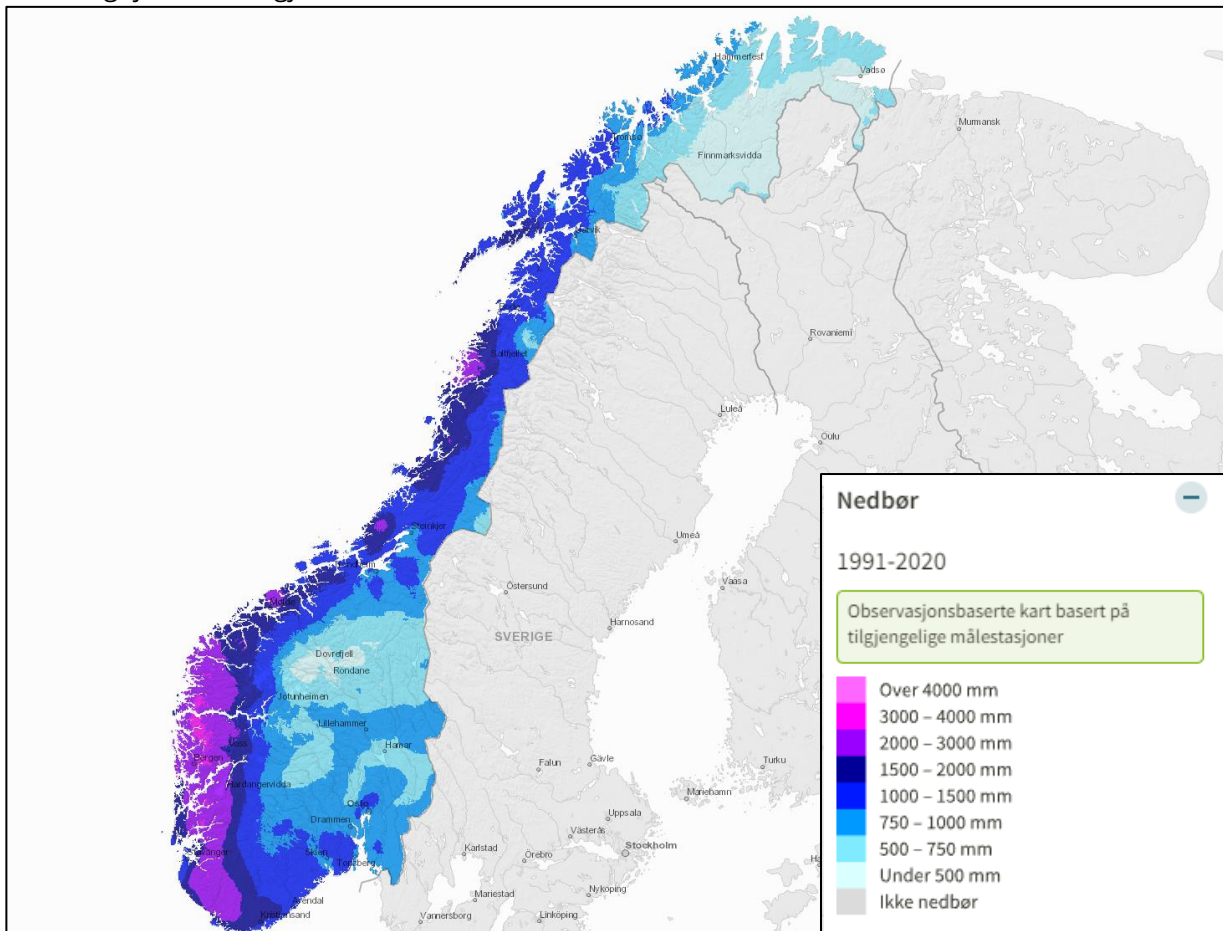 Hammerfest
Vadsø
Murmansk
Tromsø
Finnmarksvidda
Narvik
Rovaniemi
Saltfjellet
Luleå
Oulu
Steinkjer
Umeå
Vaasa
Trondheim
Östersund
Molde
Harnosand
SVERIGE
Dovrefjell
Rondane
Jotunheimen
Lillehammer
Voss
Hamar
Bergen
Falun
Gävle
Turku
Hardangervidda
Mariehamn
Oslo
Uppsala
Drammen
Västerås
Stavanger
Skien
Tønsberg
Karlstad
Örebro
Stockholm
Arendal
Mariestad
Nyköping
Kristiansand
Vannersborg
Linköping
Nedbør
1991-2020
Observasjonsbaserte kart basert på
tilgjengelige målestasjoner
Over 4000 mm
3000 – 4000 mm
2000 – 3000 mm
1500 – 2000 mm
1000 – 1500 mm
750 – 1000 mm
500 – 750 mm
Under 500 mm
Ikke nedbør